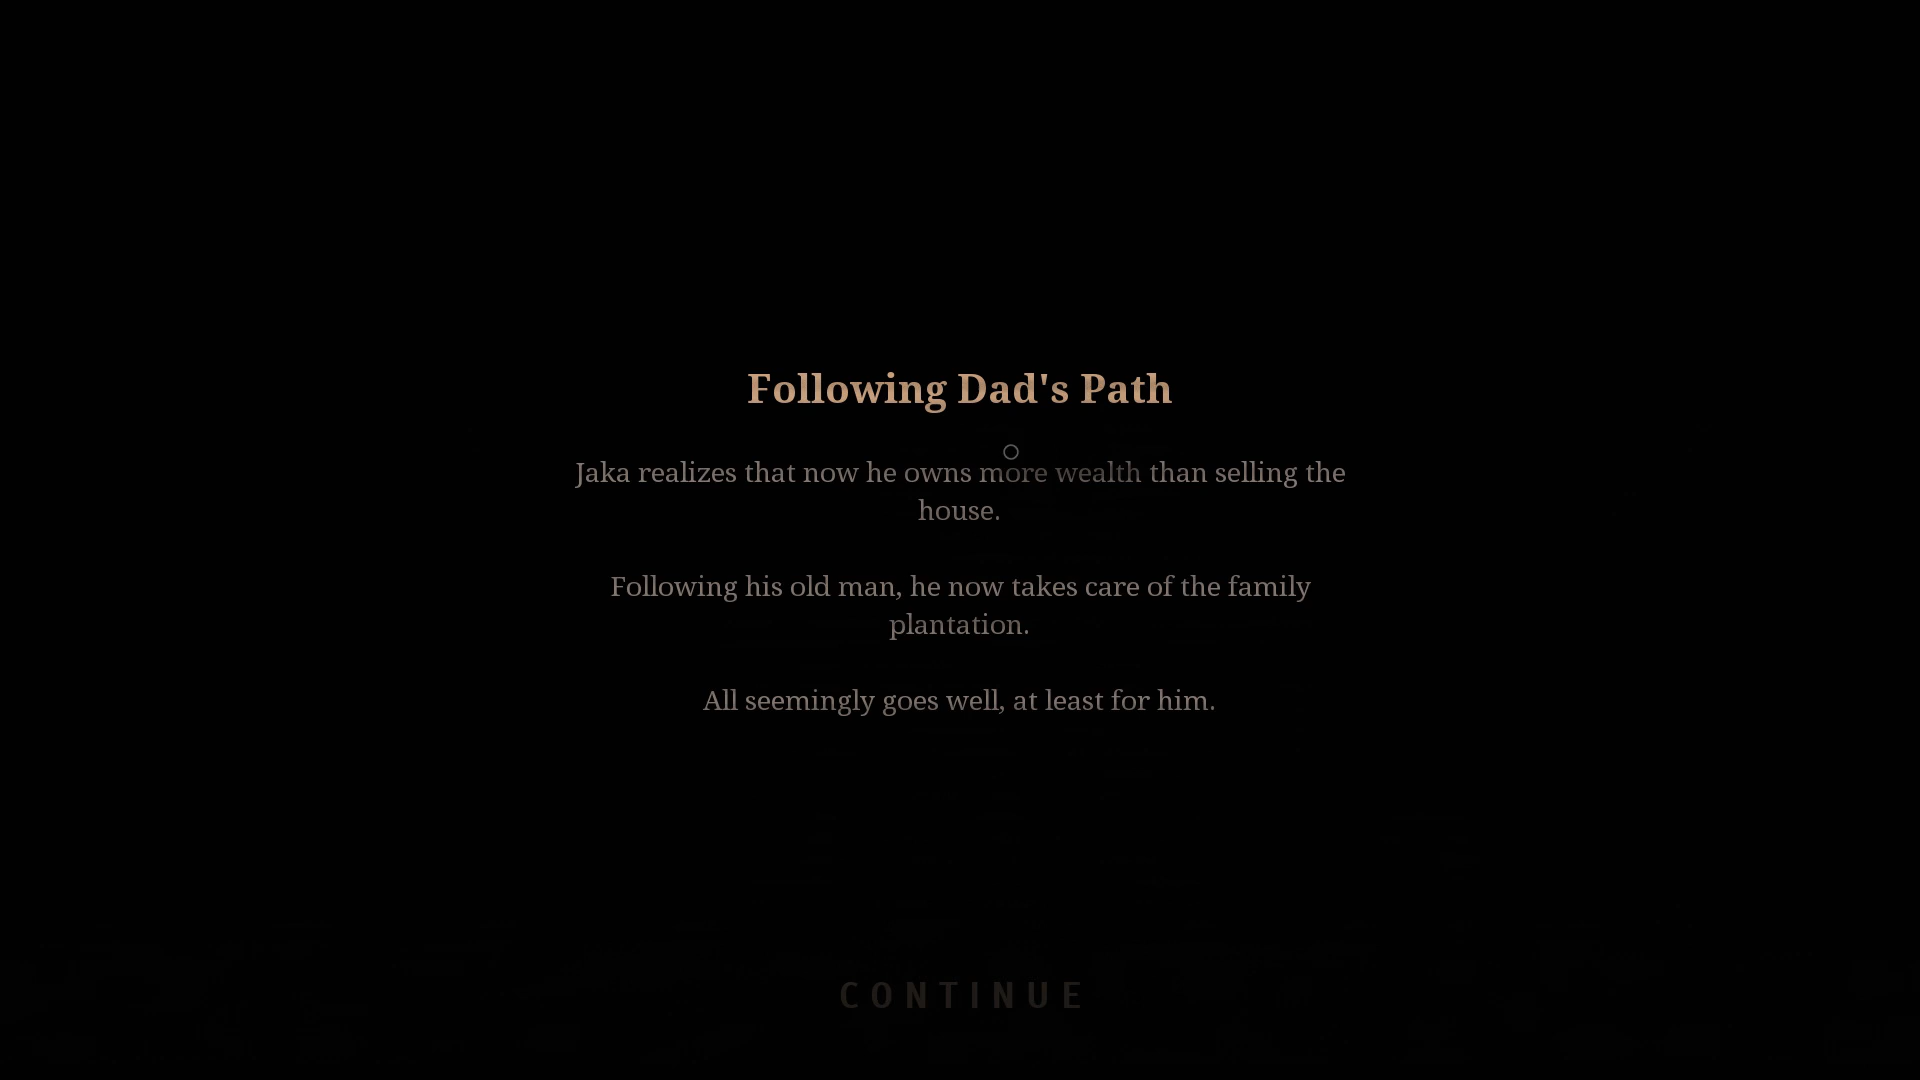 Following Dad's Path
Jaka realizes that now he owns more wealth than selling the
house.
Following his old man, he now takes care of the family
plantation.
All seemingly goes well, at least for him.
CONTINUE